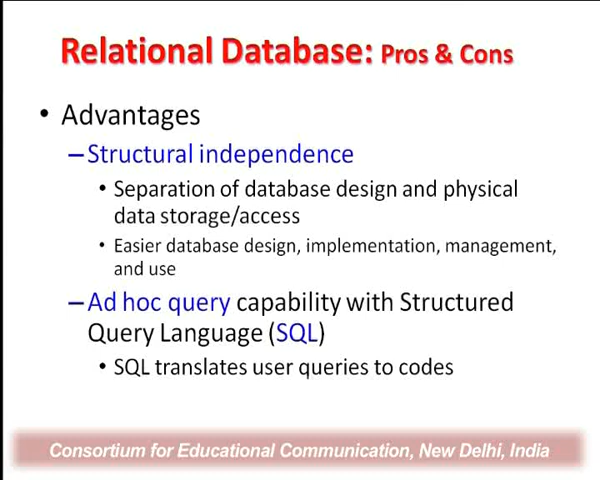 Relational Database: Pros & Cons
• Advantages
–Structural independence
• Separation of database design and physical
data storage/access
• Easier database design, implementation, management,
and use
–Ad hoc query capability with Structured
Query Language (SQL)
• SQL translates user queries to codes
Consortium for Educational Communication, New Delhi, India